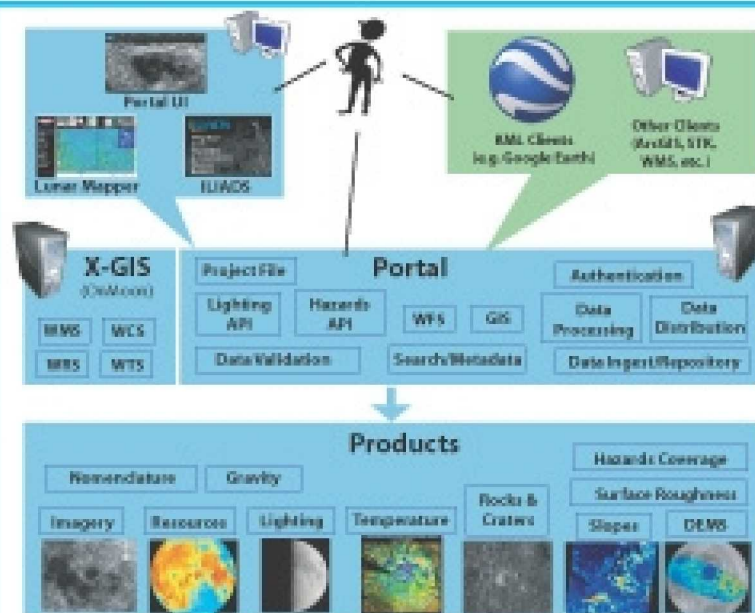 Portal UI
Lunar Mapper
ILIADS
KML Clients
(e.g. Google Earth)
Other Clients
(ArcGIS, STK,
WMS, etc.)
X-GIS
(OnMoon)
WMS
WCS
WRS
WTS
Portal
Project File
Lighting
API
Hazards
API
WFS
GIS
Authentication
Data
Processing
Data
Distribution
Data Validation
Search/Metadata
Data Ingest/Repository
Products
Nomenclature
Gravity
Hazards Coverage
Surface Roughness
Imagery
Resources
Lighting
Temperature
Rocks &
Craters
Slopes
DEMS